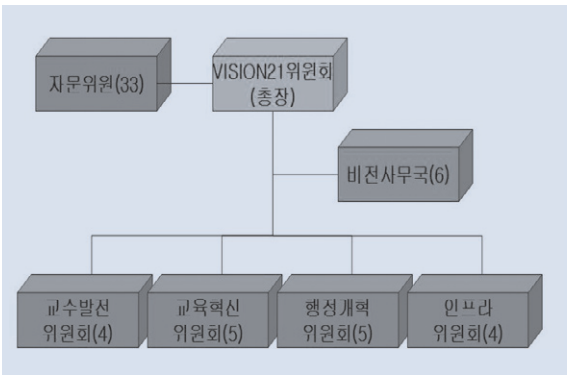 자문위원(33)
VISION21위원회
(총장)
비전사무국(6)
교수발전
위원회(4)
교육혁신
위원회(5)
행성개혁
위원회(5)
인프라
위원회(4)